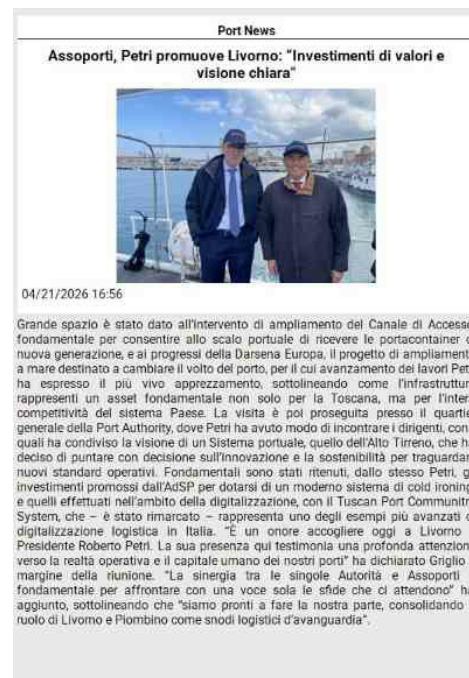 Port News
Assoporti, Petri promuove Livorno: “Investimenti di valori e
visione chiara”
04/21/2026 16:56
Grande spazio è stato dato all'intervento di ampliamento del Canale di Accesso
fondamentale per consentire allo scalo portuale di ricevere le portacontainer
nuova generazione, e ai progressi della Darsena Europa, il progetto di ampliament
a mare destinato a cambiare il volto del porto, per il cui avanzamento dei lavori Pet
ha espresso il più vivo apprezzamento, sottolineando come l'infrastruttur
rappresenti un asset fondamentale non solo per la Toscana, ma per l'inter
competitività del sistema Paese. La visita è poi proseguita presso il quartie
generale della Port Authority, dove Petri ha avuto modo di incontrare i dirigenti, con
quali ha condiviso la visione di un Sistema portuale, quello dell'Alto Tirreno, che h
deciso di puntare con decisione sull'innovazione e la sostenibilità per traguardar
nuovi standard operativi. Fondamentali sono stati ritenuti, dallo stesso Petri, g
investimenti promossi dall'AdSP per dotarsi di un moderno sistema di cold ironing
e quelli effettuati nell'ambito della digitalizzazione, con il Tuscan Port Communit
System, che – è stato rimarcato – rappresenta uno degli esempi più avanzati d
digitalizzazione logistica in Italia. “È un onore accogliere oggi a Livorno
Presidente Roberto Petri. La sua presenza qui testimonia una profonda attenzion
verso la realtà operativa e il capitale umano dei nostri porti” ha dichiarato Griglio
margine della riunione. “La sinergia tra le singole Autorità e Assoporti
fondamentale per affrontare con una voce sola le sfide che ci attendono” ha
aggiunto, sottolineando che “siamo pronti a fare la nostra parte, consolidando
ruolo di Livorno e Piombino come snodi logistici d'avanguardia”.